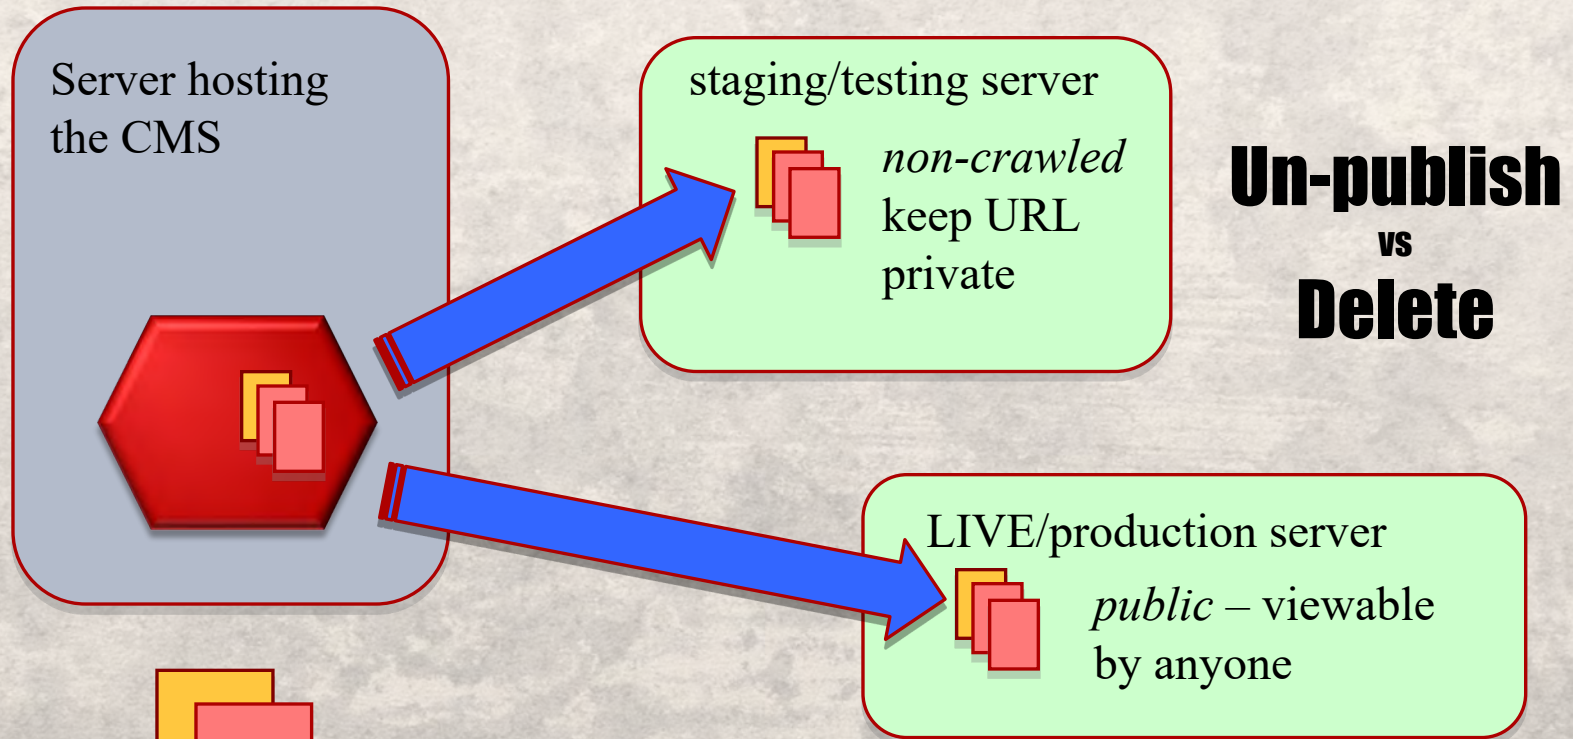 Server hosting
the CMS
staging/testing server
non-crawled
keep URL
private
Un-publish
vs
Delete
LIVE/production server
public – viewable
by anyone